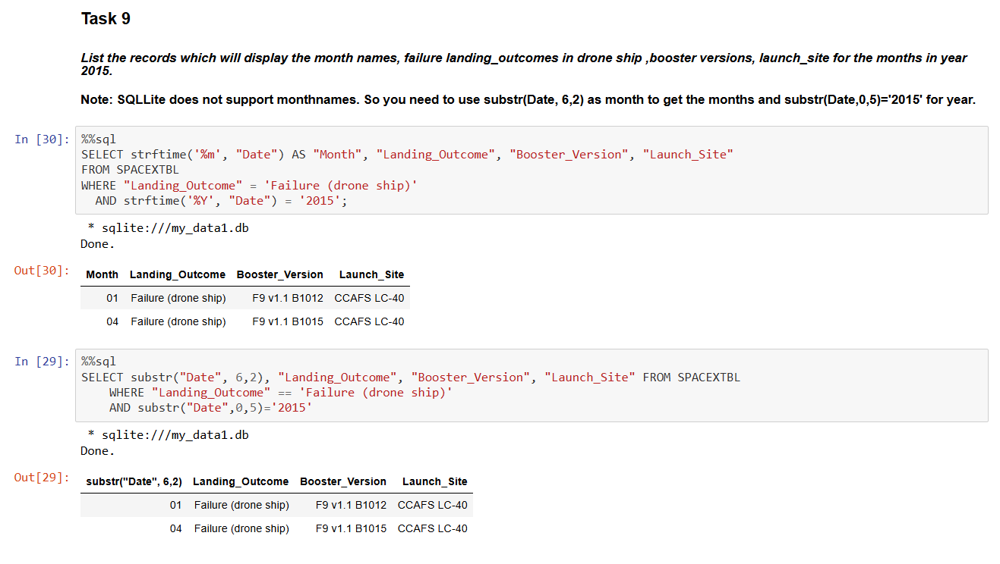 Task 9
List the records which will display the month names, failure landing_outcomes in drone ship ,booster versions, launch_site for the months in year
2015.
Note: SQLLite does not support monthnames. So you need to use substr(Date, 6,2) as month to get the months and substr(Date,0,5)='2015' for year.
In [30]: %%sql
SELECT strftime('%m', "Date") AS "Month", "Landing_Outcome", "Booster_Version", "Launch_Site"
FROM SPACEXTBL
WHERE "Landing_Outcome" = 'Failure (drone ship)'
  AND strftime('%Y', "Date") = '2015';
* sqlite:///my_data1.db
Done.
Out[30]: Month Landing_Outcome Booster_Version Launch_Site
01 Failure (drone ship) F9 v1.1 B1012 CCAFS LC-40
04 Failure (drone ship) F9 v1.1 B1015 CCAFS LC-40
In [29]: %%sql
SELECT substr("Date", 6,2), "Landing_Outcome", "Booster_Version", "Launch_Site" FROM SPACEXTBL
    WHERE "Landing_Outcome" == 'Failure (drone ship)'
    AND substr("Date",0,5)='2015'
* sqlite:///my_data1.db
Done.
Out[29]: substr("Date", 6,2) Landing_Outcome Booster_Version Launch_Site
01 Failure (drone ship) F9 v1.1 B1012 CCAFS LC-40
04 Failure (drone ship) F9 v1.1 B1015 CCAFS LC-40